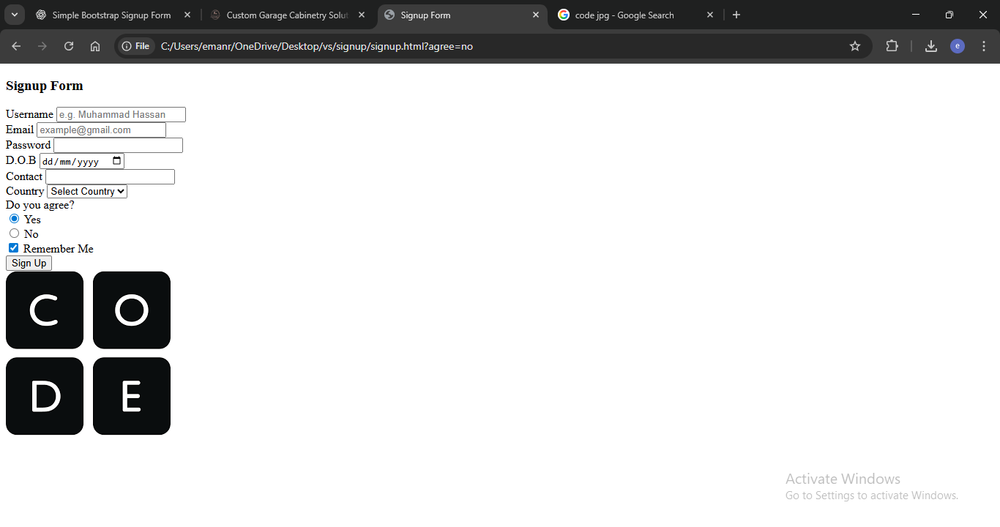 Simple Bootstrap Signup Form
Custom Garage Cabinetry Solut
Signup Form
code jpg - Google Search
File C:/Users/emanr/OneDrive/Desktop/vs/signup/signup.html?agree=no
e
Signup Form
Username e.g. Muhammad Hassan
Email example@gmail.com
Password
D.O.B dd/mm/yyyy
Contact
Country Select Country
Do you agree?
Yes
No
Remember Me
Sign Up
C O
D E
Activate Windows
Go to Settings to activate Windows.